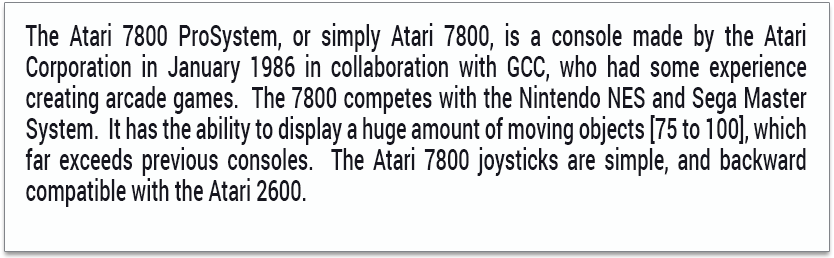 The Atari 7800 ProSystem, or simply Atari 7800, is a console made by the Atari
Corporation in January 1986 in collaboration with GCC, who had some experience
creating arcade games.  The 7800 competes with the Nintendo NES and Sega Master
System.  It has the ability to display a huge amount of moving objects [75 to 100], which
far exceeds previous consoles.  The Atari 7800 joysticks are simple, and backward
compatible with the Atari 2600.